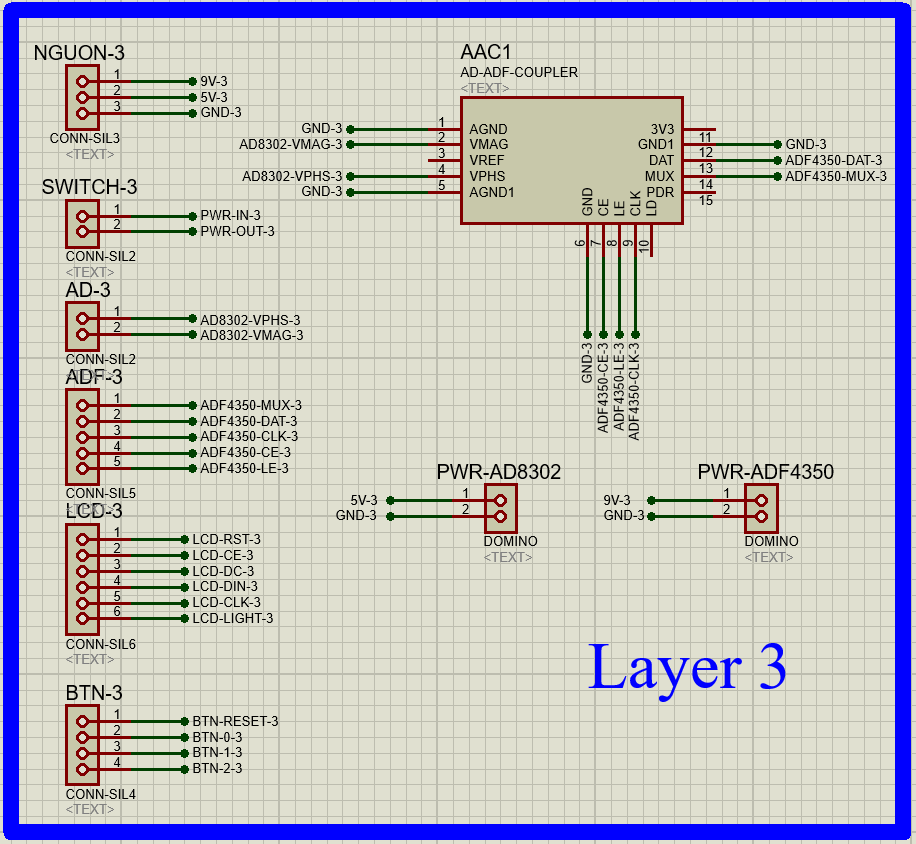 NGUON-3
1 9V-3
2 5V-3
3 GND-3
CONN-SIL3
<TEXT>
SWITCH-3
1 PWR-IN-3
2 PWR-OUT-3
CONN-SIL2
<TEXT>
AD-3
1 AD8302-VPHS-3
2 AD8302-VMAG-3
CONN-SIL2
<TEXT>
ADF-3
1 ADF4350-MUX-3
2 ADF4350-DAT-3
3 ADF4350-CLK-3
4 ADF4350-CE-3
5 ADF4350-LE-3
CONN-SIL5
<TEXT>
LCD-3
1 LCD-RST-3
2 LCD-CE-3
3 LCD-DC-3
4 LCD-DIN-3
5 LCD-CLK-3
6 LCD-LIGHT-3
CONN-SIL6
<TEXT>
BTN-3
1 BTN-RESET-3
2 BTN-0-3
3 BTN-1-3
4 BTN-2-3
CONN-SIL4
<TEXT>
AAC1
AD-ADF-COUPLER
<TEXT>
GND-3 1 AGND
AD8302-VMAG-3 2 VMAG
3 VREF
AD8302-VPHS-3 4 VPHS
GND-3 5 AGND1
3V3 11
GND1 12 GND-3
DAT 13 ADF4350-DAT-3
MUX 14 ADF4350-MUX-3
PDR 15
GND 6 GND-3
CE 7 ADF4350-CE-3
LE 8 ADF4350-LE-3
CLK 9 ADF4350-CLK-3
LD 10
PWR-AD8302
5V-3 1
GND-3 2
DOMINO
<TEXT>
PWR-ADF4350
9V-3 1
GND-3 2
DOMINO
<TEXT>
Layer 3